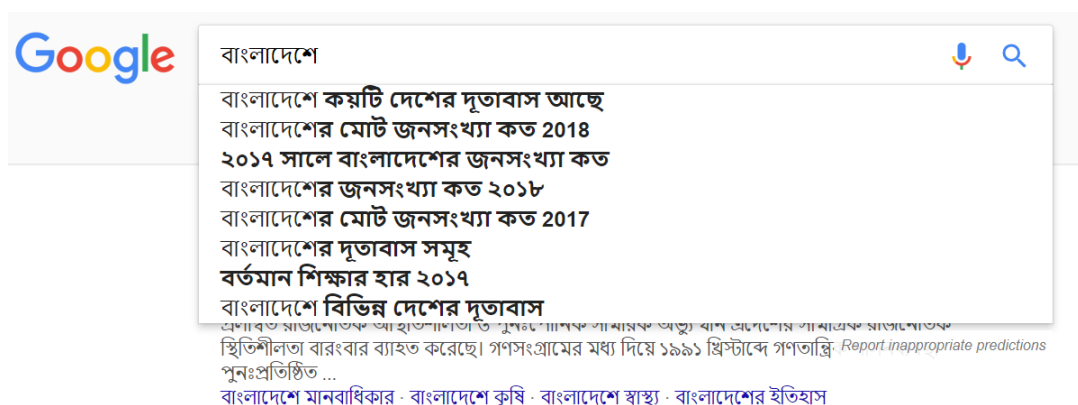 Google
বাংলাদেশে
বাংলাদেশে কয়টি দেশের দূতাবাস আছে
বাংলাদেশের মোট জনসংখ্যা কত 2018
২০১৭ সালে বাংলাদেশের জনসংখ্যা কত
বাংলাদেশের জনসংখ্যা কত ২০১৮
বাংলাদেশের মোট জনসংখ্যা কত 2017
বাংলাদেশের দূতাবাস সমূহ
বর্তমান শিক্ষার হার ২০১৭
বাংলাদেশে বিভিন্ন দেশের দূতাবাস
স্থিতিশীলতা বারংবার ব্যাহত করেছে। গণসংগ্রামের মধ্য দিয়ে ১৯৯১ খ্রিস্টাব্দে Report inappropriate predictions
পুনঃপ্রতিষ্ঠিত ...
বাংলাদেশে মানবাধিকার · বাংলাদেশে কৃষি · বাংলাদেশে স্বাস্থ্য · বাংলাদেশের ইতিহাস